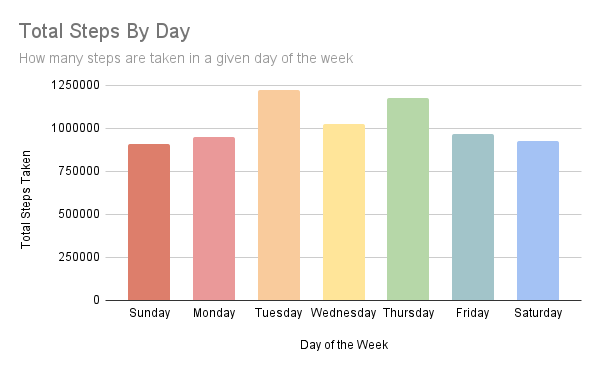 Total Steps By Day
How many steps are taken in a given day of the week
1250000
1000000
750000
500000
250000
0
Total Steps Taken
Sunday Monday Tuesday Wednesday Thursday Friday Saturday
Day of the Week